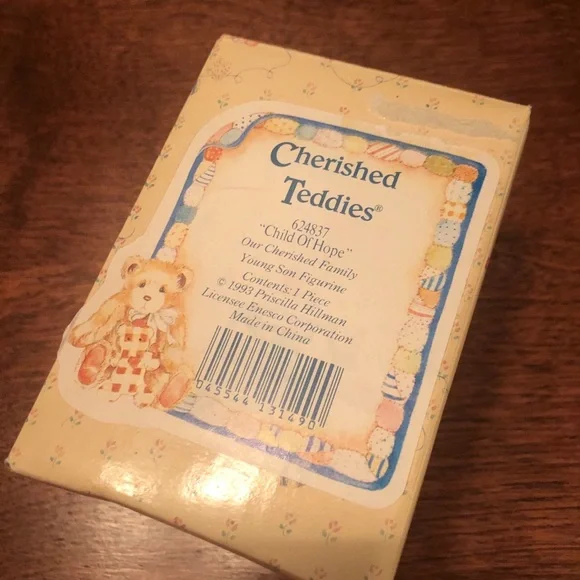 Cherished
Teddies®
624837
"Child Of Hope"
Our Cherished Family
Young Son Figurine
Contents: 1 Piece
© 1993 Priscilla Hillman
Licensee Enesco Corporation
Made in China
045544 131490